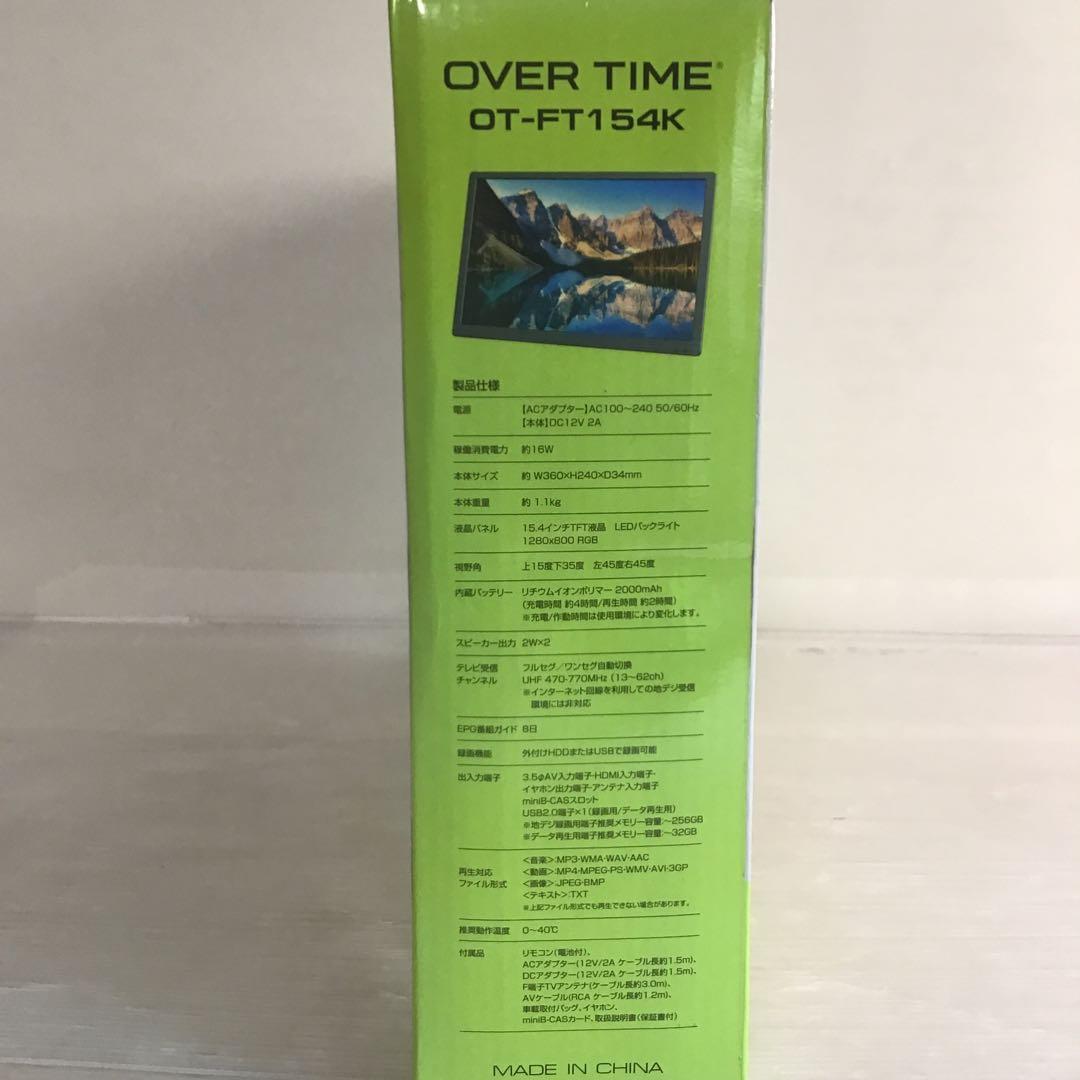 OVER TIME®
OT-FT154K
製品仕様
電源 【ACアダプター】AC100～240 50/60Hz
【本体】DC12V 2A
稼働消費電力 約16W
本体サイズ 約 W360×H240×D34mm
本体重量 約 1.1kg
液晶パネル 15.4インチTFT液晶 LEDバックライト
1280x800 RGB
視野角 上15度下35度 左45度右45度
内蔵バッテリー リチウムイオンポリマー 2000mAh
(充電時間 約4時間/再生時間 約2時間)
※充電/作動時間は使用環境により変化します。
スピーカー出力 2W×2
テレビ受信 フルセグ／ワンセグ自動切換
チャンネル UHF 470-770MHz (13～62ch)
※インターネット回線を利用しての地デジ受信
環境には非対応
EPG番組ガイド 8日
録画機能 外付けHDDまたはUSBで録画可能
出入力端子 3.5φAV入力端子・HDMI入力端子・
イヤホン出力端子・アンテナ入力端子
miniB-CASスロット
USB2.0端子×1(録画用/データ再生用)
※地デジ録画用端子推奨メモリー容量:～256GB
※データ再生用端子推奨メモリー容量:～32GB
<音楽>:MP3・WMA・WAV・AAC
再生対応 <動画>:MP4・MPEG-PS・WMV・AVI・3GP
ファイル形式 <画像>:JPEG・BMP
<テキスト>:TXT
※上記ファイル形式でも再生できない場合があります。
推奨動作温度 0～40℃
付属品 リモコン(電池付)、
ACアダプター(12V/2A ケーブル長約1.5m)、
DCアダプター(12V/2A ケーブル長約1.5m)、
F端子TVアンテナ(ケーブル長約3.0m)、
AVケーブル(RCA ケーブル長約1.2m)、
車載取付バッグ、イヤホン、
miniB-CASカード、取扱説明書(保証書付)
MADE IN CHINA